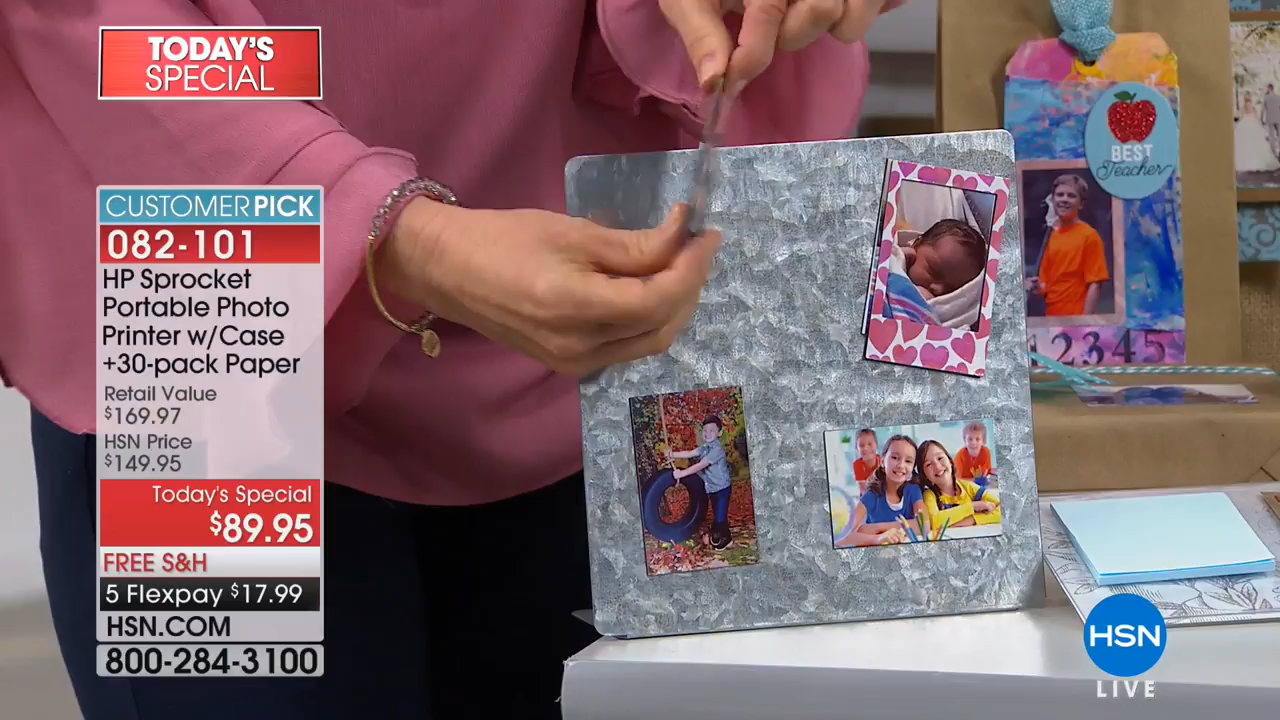 TODAY'S
SPECIAL
CUSTOMER PICK
082-101
HP Sprocket
Portable Photo
Printer w/Case
+30-pack Paper
Retail Value
$169.97
HSN Price
$149.95
Today's Special
$89.95
FREE S&H
5 Flexpay $17.99
HSN.COM
800-284-3100
BEST
Teacher
12345
HSN
LIVE